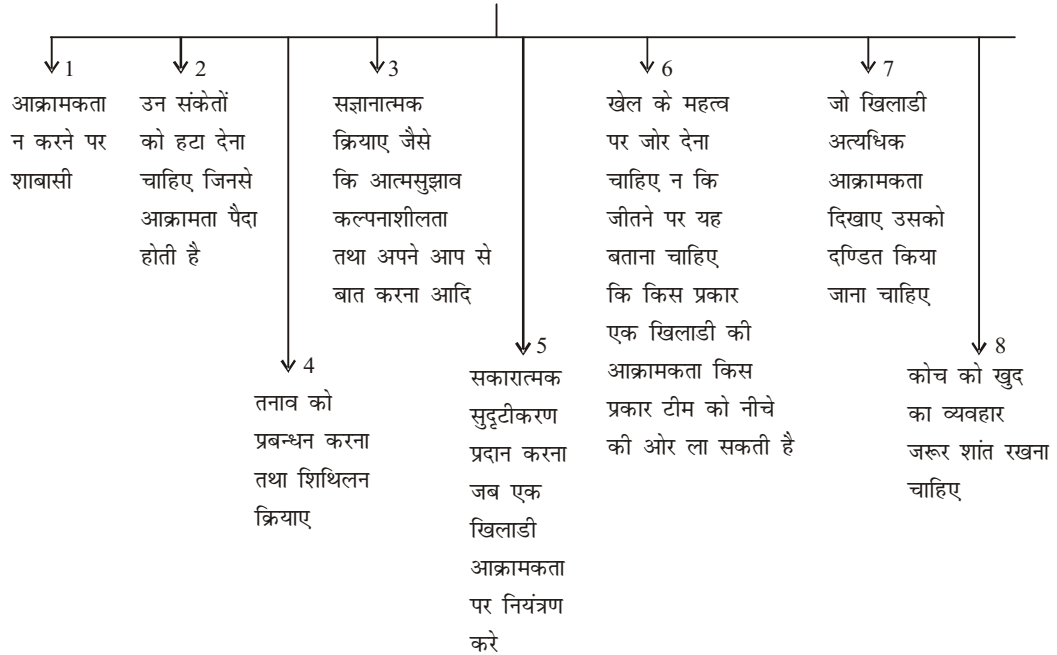 1
आक्रामकता
न करने पर
शाबासी
2
उन संकेतों
को हटा देना
चाहिए जिनसे
आक्रामता पैदा
होती है
3
सज्ञानात्मक
क्रियाए जैसे
कि आत्मसुझाव
कल्पनाशीलता
तथा अपने आप से
बात करना आदि
4
तनाव को
प्रबन्धन करना
तथा शिथिलन
क्रियाए
5
सकारात्मक
सुदृटीकरण
प्रदान करना
जब एक
खिलाडी
आक्रामकता
पर नियंत्रण
करे
6
खेल के महत्व
पर जोर देना
चाहिए न कि
जीतने पर यह
बताना चाहिए
कि किस प्रकार
एक खिलाडी की
आक्रामकता किस
प्रकार टीम को नीचे
की ओर ला सकती है
7
जो खिलाडी
अत्यधिक
आक्रामकता
दिखाए उसको
दण्डित किया
जाना चाहिए
8
कोच को खुद
का व्यवहार
जरूर शांत रखना
चाहिए